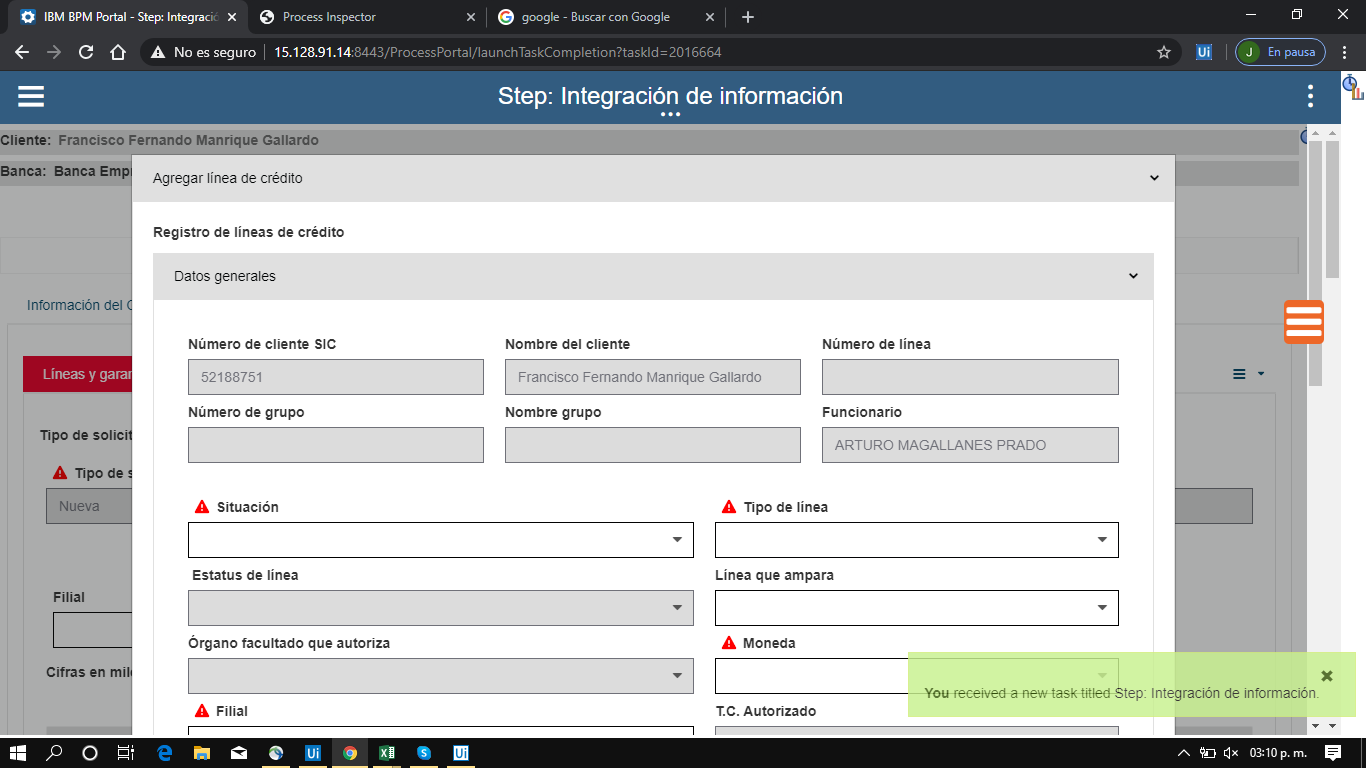 IBM BPM Portal - Step: Integració
Process Inspector
google - Buscar con Google
No es seguro
15.128.91.14:8443/ProcessPortal/launchTaskCompletion?taskId=2016664
Ui
J
En pausa
Step: Integración de información
Cliente: Francisco Fernando Manrique Gallardo
Banca: Banca Emp
Agregar línea de crédito
Registro de líneas de crédito
Datos generales
Información del
Número de cliente SIC
Nombre del cliente
Número de línea
52188751
Francisco Fernando Manrique Gallardo
Líneas y garan
Número de grupo
Nombre grupo
Funcionario
ARTURO MAGALLANES PRADO
Tipo de solicit
Tipo de s
Nueva
Situación
Tipo de línea
Estatus de línea
Línea que ampara
Filial
Órgano facultado que autoriza
Moneda
Cifras en mile
You received a new task titled Step: Integración de información.
Filial
T.C. Autorizado
Ui
Ui
03:10 p. m.